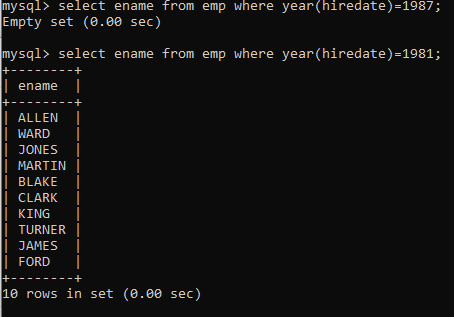 mysql> select ename from emp where year(hiredate)=1987;
Empty set (0.00 sec)
mysql> select ename from emp where year(hiredate)=1981;
+--------+
| ename  |
+--------+
| ALLEN  |
| WARD   |
| JONES  |
| MARTIN |
| BLAKE  |
| CLARK  |
| KING   |
| TURNER |
| JAMES  |
| FORD   |
+--------+
10 rows in set (0.00 sec)